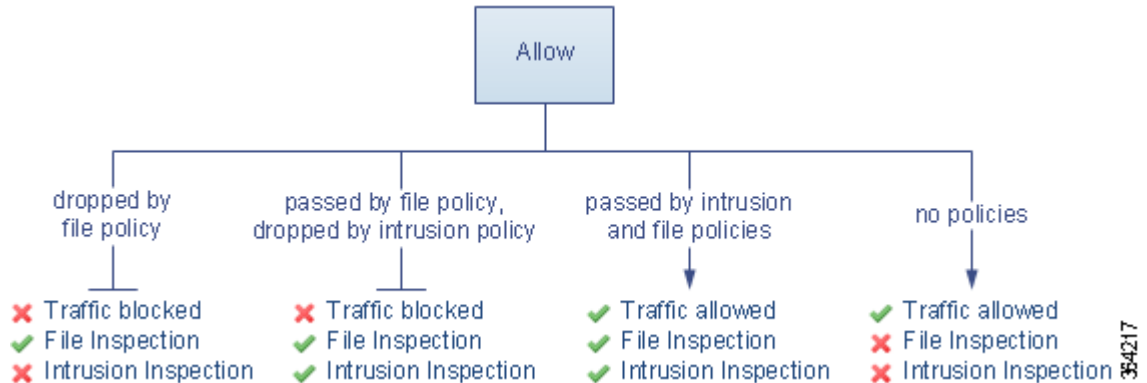 Allow
dropped by
file policy
passed by file policy,
dropped by intrusion policy
passed by intrusion
and file policies
no policies
Traffic blocked
File Inspection
Intrusion Inspection
Traffic blocked
File Inspection
Intrusion Inspection
Traffic allowed
File Inspection
Intrusion Inspection
Traffic allowed
File Inspection
Intrusion Inspection
354217